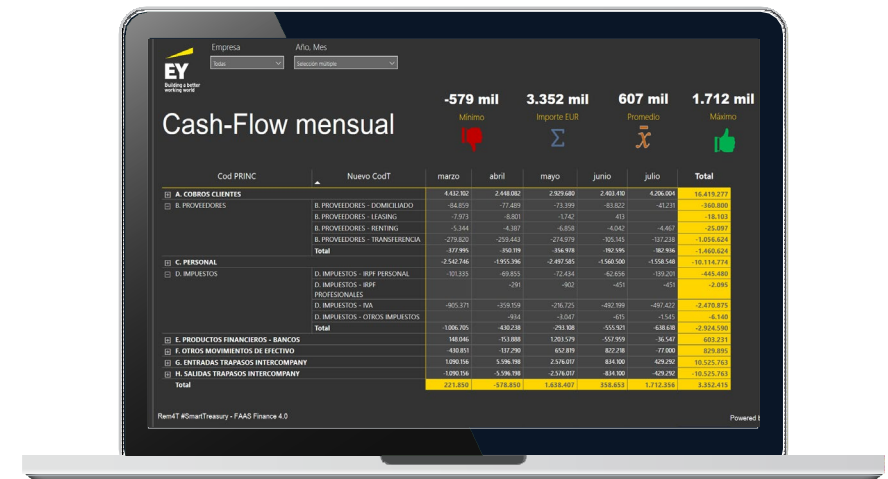 Empresa Año, Mes
Todas Selección múltiple
EY
Building a better
working world
-579 mil 3.352 mil 607 mil 1.712 mil
Mínimo Importe EUR Promedio Máximo
Σ x̿
Cash-Flow mensual
Cod PRINC Nuevo CodT marzo abril mayo junio julio Total
A. COBROS CLIENTES 4.432.102 2.448.082 2.929.680 2.403.410 4.206.004 16.419.277
B. PROVEEDORES B. PROVEEDORES - DOMICILIADO -84.859 -77.489 -73.399 -83.822 -41.231 -360.800
B. PROVEEDORES - LEASING -7.973 -8.801 -1.742 413 -18.103
B. PROVEEDORES - RENTING -5.344 -4.387 -6.858 -4.042 -4.467 -25.097
B. PROVEEDORES - TRANSFERENCIA -279.820 -259.443 -274.979 -105.145 -137.238 -1.056.624
Total -377.995 -350.119 -356.978 -192.595 -182.936 -1.460.624
C. PERSONAL -2.542.746 -1.955.396 -2.497.585 -1.560.500 -1.558.548 -10.114.774
D. IMPUESTOS D. IMPUESTOS - IRPF PERSONAL -101.335 -69.855 -72.434 -62.656 -139.201 -445.480
D. IMPUESTOS - IRPF -291 -902 -451 -451 -2.095
PROFESIONALES
D. IMPUESTOS - IVA -905.371 -359.159 -216.725 -492.199 -497.422 -2.470.875
D. IMPUESTOS - OTROS IMPUESTOS -934 -3.047 -615 -1.545 -6.140
Total -1.006.705 -430.238 -293.108 -555.921 -638.618 -2.924.590
E. PRODUCTOS FINANCIEROS - BANCOS 148.046 -153.888 1.203.579 -557.959 -36.547 603.231
F. OTROS MOVIMIENTOS DE EFECTIVO -430.851 -137.290 652.819 822.218 -77.000 829.895
G. ENTRADAS TRAPASOS INTERCOMPANY 1.090.156 5.596.198 2.576.017 834.100 429.292 10.525.763
H. SALIDAS TRAPASOS INTERCOMPANY -1.090.156 -5.596.198 -2.576.017 -834.100 -429.292 -10.525.763
Total 221.850 -578.850 1.638.407 358.653 1.712.356 3.352.415
Rem4T #SmartTreasury - FAAS Finance 4.0 Powered